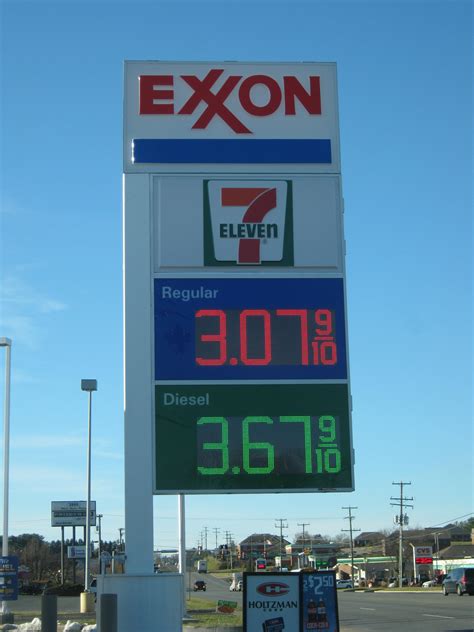 EXXON
7
ELEVEN
Regular
3.07 9/10
Diesel
3.67 9/10
HOLTZMAN
$2.50